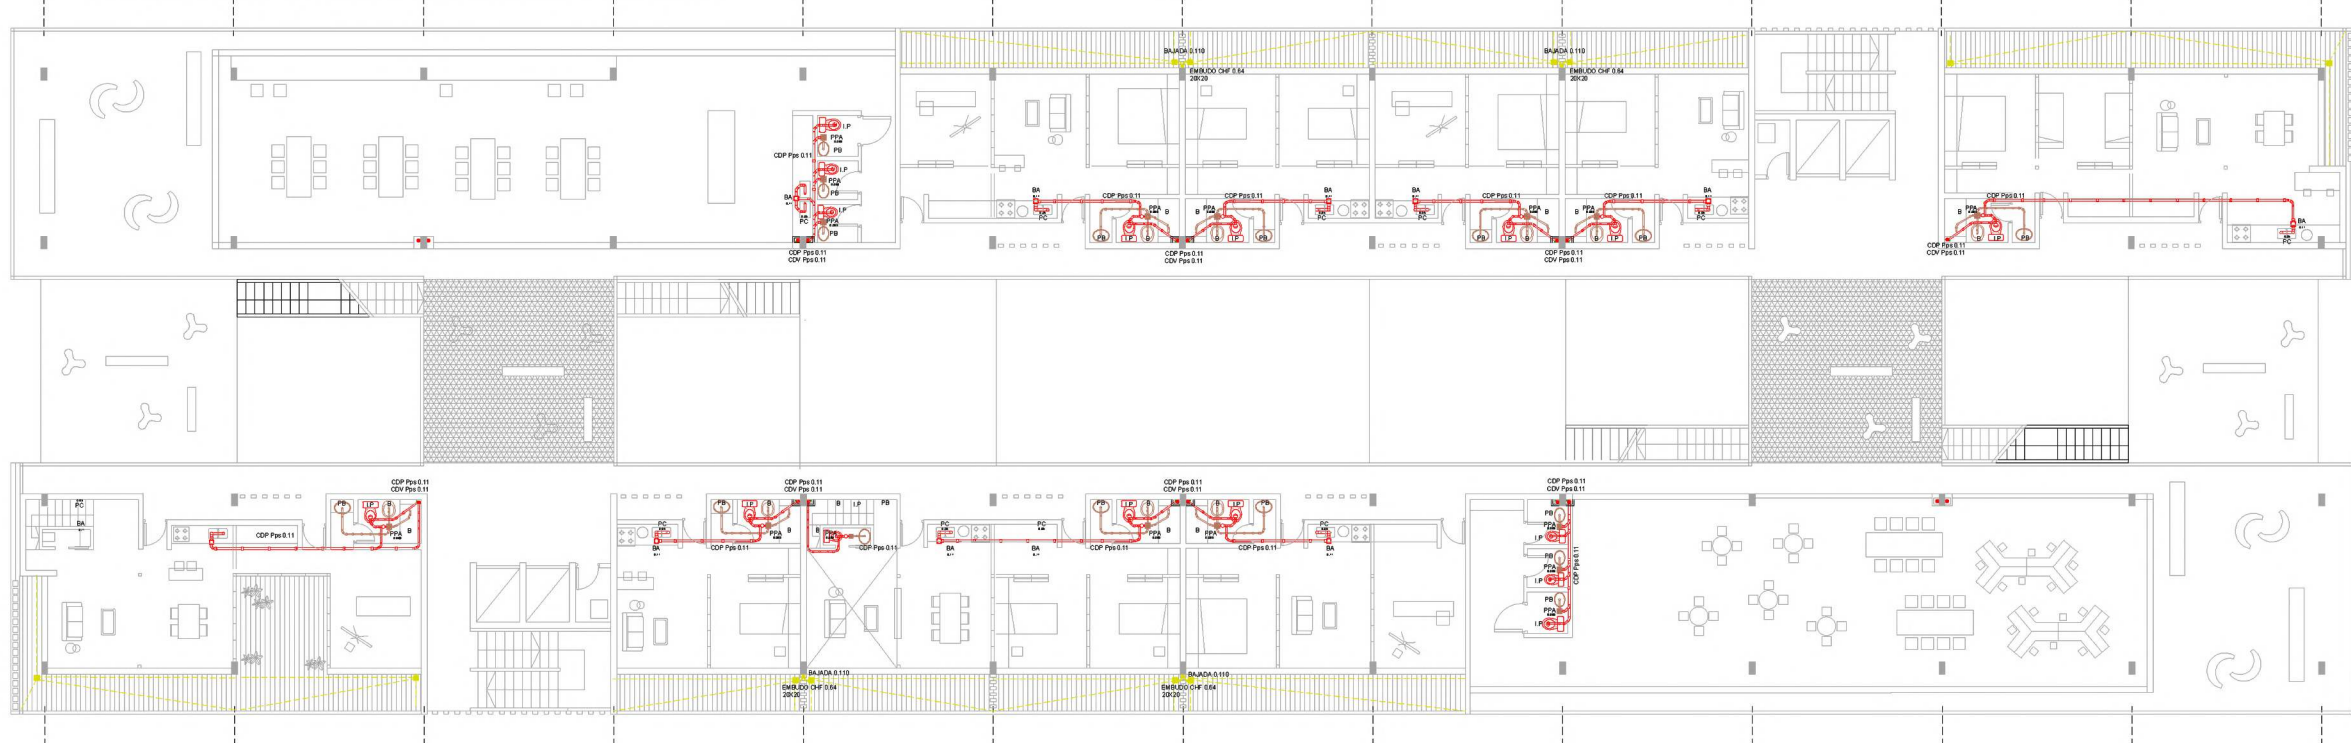 BAJADA 0.110
EMBUDO CHF 0.64
20X20
BAJADA 0.110
EMBUDO CHF 0.64
20X20
I.P
PPA
PB
CDP Pps 0.11
I.P
PPA
PB
BA
PC
I.P
PPA
PB
CDP Pps 0.11
CDV Pps 0.11
BA
PC
CDP Pps 0.11
B
PPA
PB
I.P
B
CDP Pps 0.11
CDV Pps 0.11
CDP Pps 0.11
BA
PC
PPA
B
B
I.P
PB
BA
PC
CDP Pps 0.11
B
PPA
PB
I.P
B
CDP Pps 0.11
CDV Pps 0.11
CDP Pps 0.11
BA
PC
PPA
B
B
I.P
PB
CDP Pps 0.11
PPA
B
B
I.P
PB
CDP Pps 0.11
CDV Pps 0.11
BA
PC
CDP Pps 0.11
CDV Pps 0.11
PC
BA
PB
I.P
B
B
PPA
CDP Pps 0.11
CDP Pps 0.11
CDV Pps 0.11
PC
BA
PB
I.P
B
B
PPA
CDP Pps 0.11
I.P
PB
B
PPA
CDP Pps 0.11
CDP Pps 0.11
CDV Pps 0.11
PC
BA
PC
BA
PB
I.P
B
B
PPA
CDP Pps 0.11
B
I.P
PB
B
PPA
CDP Pps 0.11
PC
BA
CDP Pps 0.11
CDV Pps 0.11
PB
PPA
I.P
PB
PPA
I.P
CDP Pps 0.11
PB
PPA
I.P
BAJADA 0.110
EMBUDO CHF 0.64
20X20
BAJADA 0.110
EMBUDO CHF 0.64
20X20